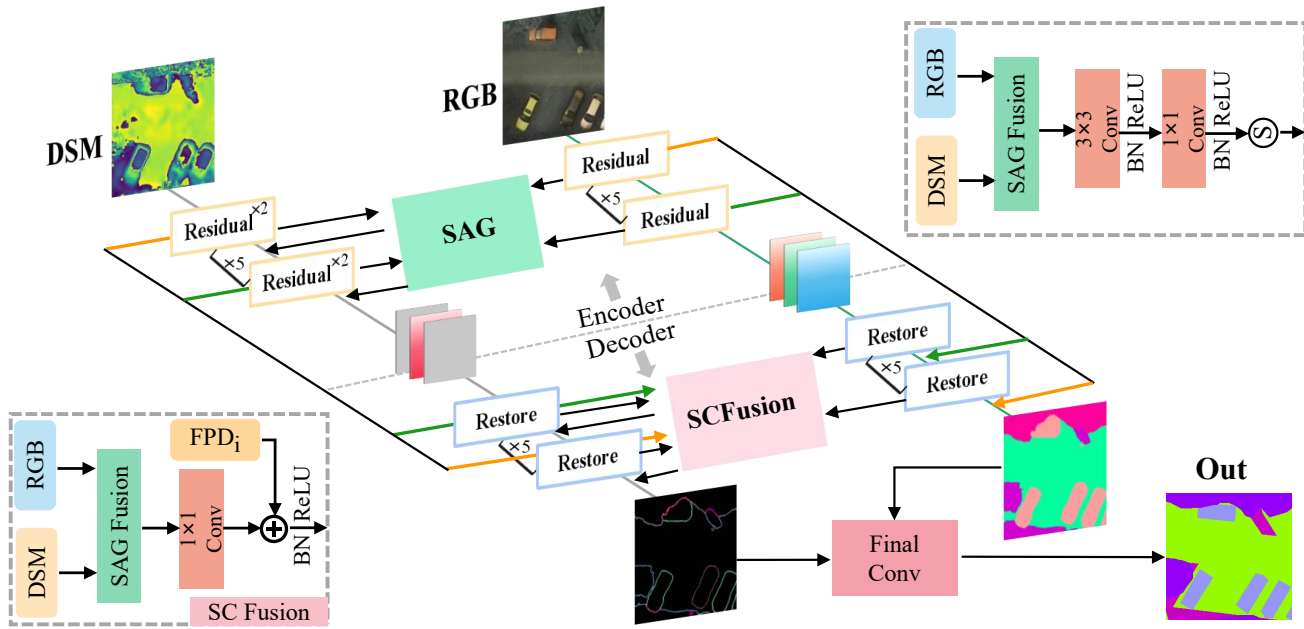 DSM
RGB
Residual ×2
×5
Residual ×2
SAG
Residual
×5
Residual
Encoder
Decoder
Restore
×5
Restore
SCFusion
Restore
×5
Restore
RGB
DSM
SAG Fusion
3×3
Conv
BN ReLU
1×1
Conv
BN ReLU
S
RGB
DSM
SAG Fusion
1×1
Conv
FPDi
BN ReLU
SC Fusion
Final
Conv
Out